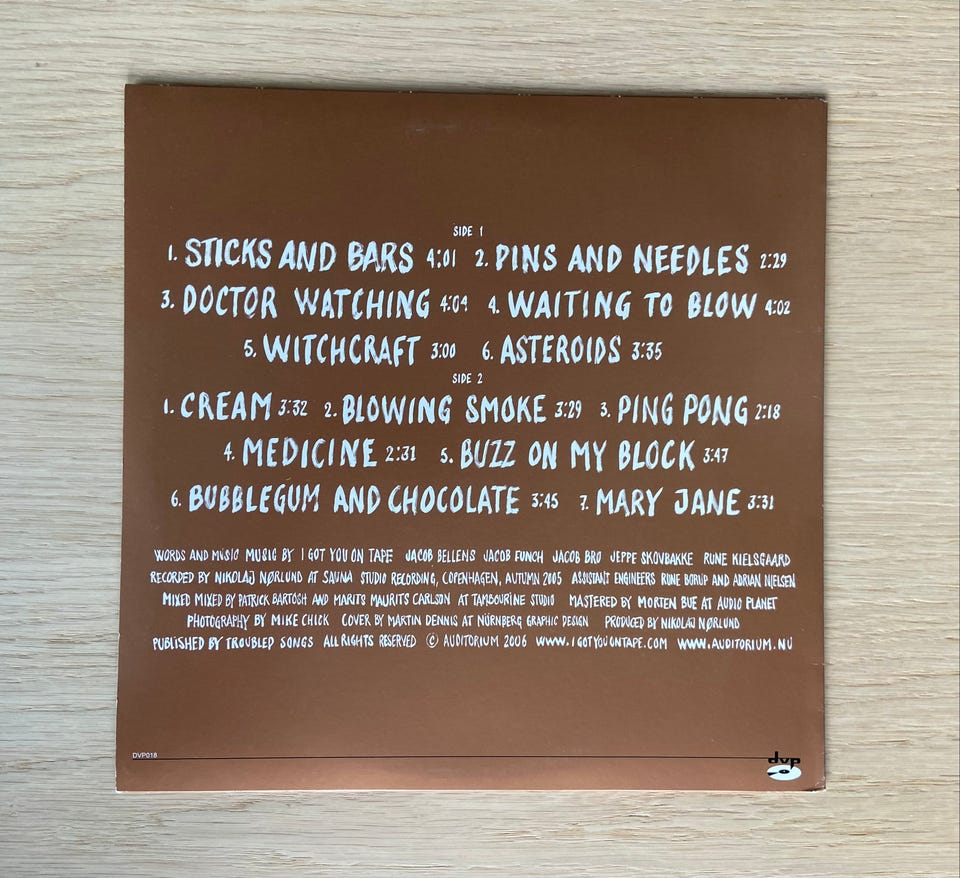 SIDE 1
1. STICKS AND BARS 4:01 2. PINS AND NEEDLES 2:29
3. DOCTOR WATCHING 4:04 4. WAITING TO BLOW 4:02
5. WITCHCRAFT 3:00 6. ASTEROIDS 3:35
SIDE 2
1. CREAM 3:32 2. BLOWING SMOKE 3:29 3. PING PONG 2:18
4. MEDICINE 2:31 5. BUZZ ON MY BLOCK 3:47
6. BUBBLEGUM AND CHOCOLATE 3:45 7. MARY JANE 3:31
WORDS AND MUSIC MUSIG BY I GOT YOU ON TAPE JACOB BELLENS JACOB FUNCH JACOB BRO JEPPE SKOVBAKKE RUNE KIELSGAARD
RECORDED BY NIKOLAJ NØRLUND AT SAUNA STUDIO RECORDING, COPENHAGEN, AUTUMN 2005 ASSISTANT ENGINEERS RUNE BORUP AND ADRIAN NIELSEN
MIXED MIXED BY PATRICK BARTOSH AND MARITS MAURITS CARLSON AT TAMBOURINE STUDIO MASTERED BY MORTEN BUE AT AUDIO PLANET
PHOTOGRAPHY BY MIKE CHICK COVER BY MARTIN DENNIS AT NÜRNBERG GRAPHIC DESIGN PRODUCED BY NIKOLAJ NØRLUND
PUBLISHED BY TROUBLED SONGS ALL RIGHTS RESERVED © AUDITORIUM 2006 WWW.IGOTYOUONTAPE.COM WWW.AUDITORIUM.NU
DVP018
dvp